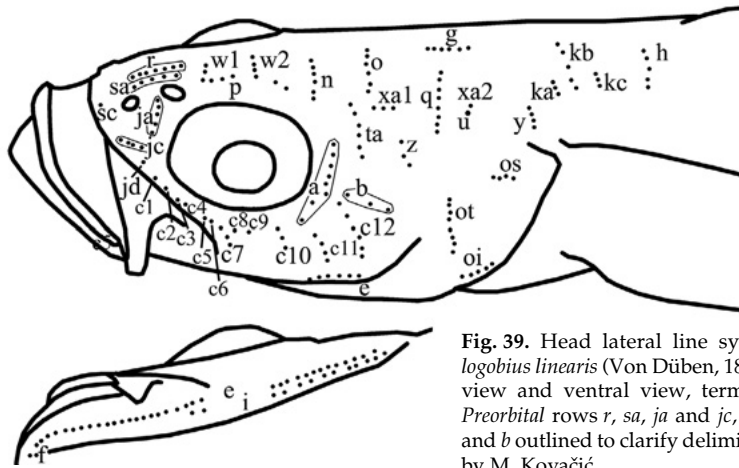 r w1 w2 o g kb h
sa p n kc
sc ja xa1 q xa2 ka
jc ta z u y
jd a b os
c1 c4 c8 c9 ot
c2 c3 c12
c5 c7 c10 c11 oi
c6 e
e
i
f
Fig. 39. Head lateral line sy
logobius linearis (Von Düben, 18
view and ventral view, term
Preorbital rows r, sa, ja and jc,
and b outlined to clarify delimi
by M. Kovačić